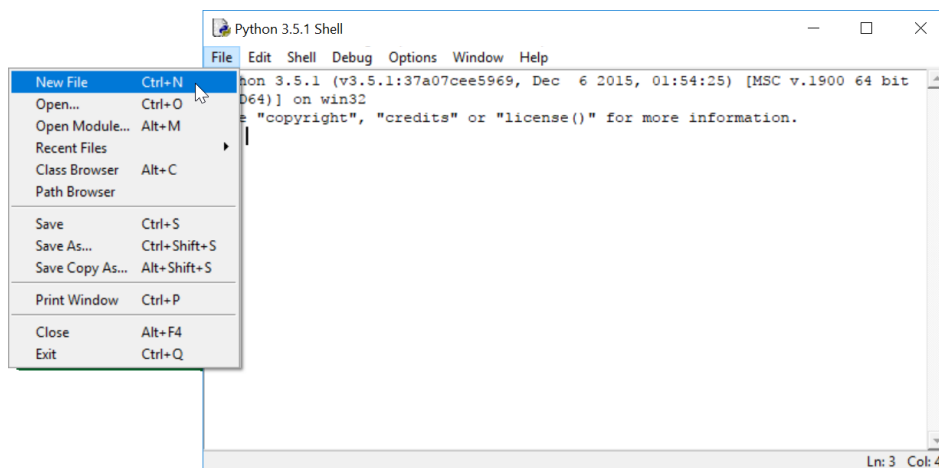 Python 3.5.1 Shell
File Edit Shell Debug Options Window Help
hon 3.5.1 (v3.5.1:37a07cee5969, Dec 6 2015, 01:54:25) [MSC v.1900 64 bit
D64)] on win32
e "copyright", "credits" or "license()" for more information.
New File Ctrl+N
Open... Ctrl+O
Open Module... Alt+M
Recent Files
Class Browser Alt+C
Path Browser
Save Ctrl+S
Save As... Ctrl+Shift+S
Save Copy As... Alt+Shift+S
Print Window Ctrl+P
Close Alt+F4
Exit Ctrl+Q
Ln: 3 Col: 4